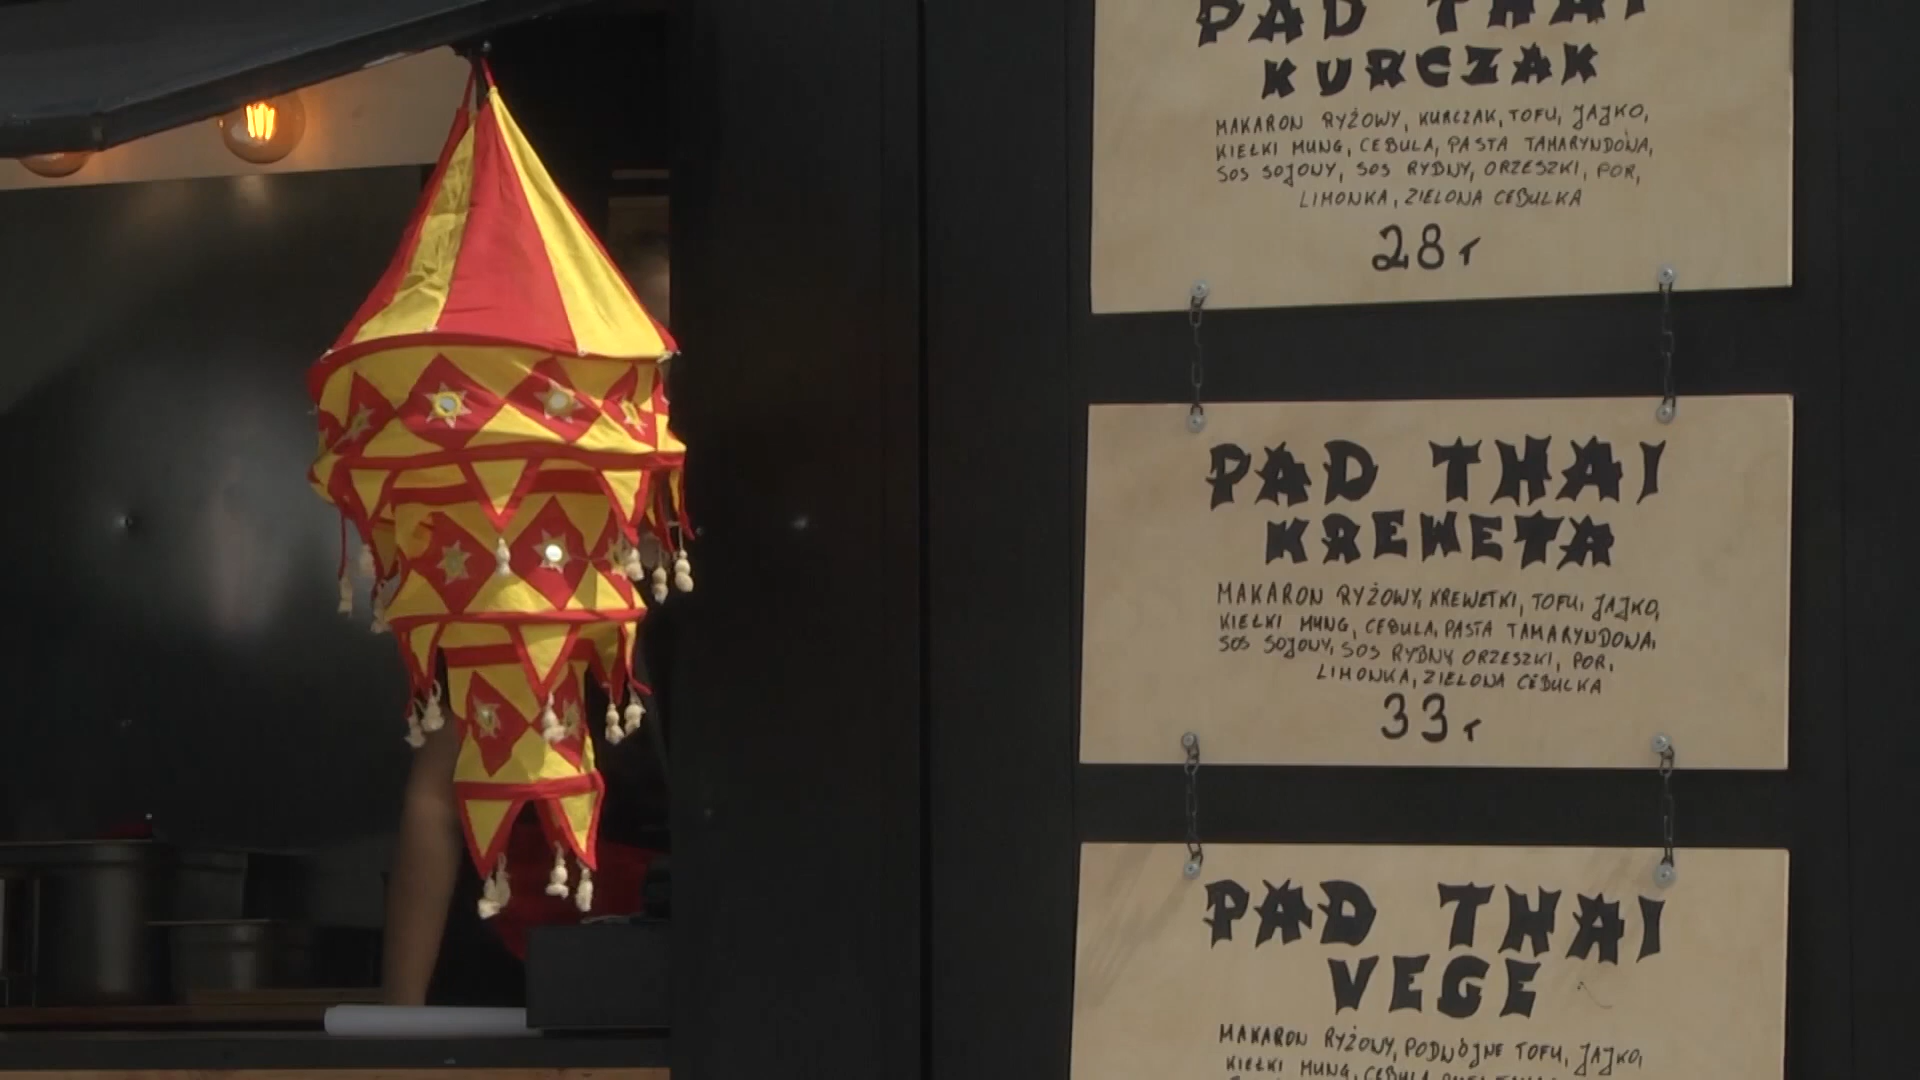 PAD THAI
KURCZAK
MAKARON RYŻOWY, KURCZAK, TOFU, JAJKO,
KIEŁKI MUNG, CEBULA, PASTA TAMARYNDOWA,
SOS SOJOWY, SOS RYBNY, ORZESZKI, POR,
LIMONKA, ZIELONA CEBULKA
28
PAD THAI
KREWETA
MAKARON RYŻOWY, KREWETKI, TOFU, JAJKO,
KIEŁKI MUNG, CEBULA, PASTA TAMARYNDOWA,
SOS SOJOWY, SOS RYBNY ORZESZKI, POR,
LIMONKA, ZIELONA CEBULKA
33
PAD THAI
VEGE
MAKARON RYŻOWY, PODWÓJNE TOFU, JAJKO,
KIEŁKI MUNG, CEBULA